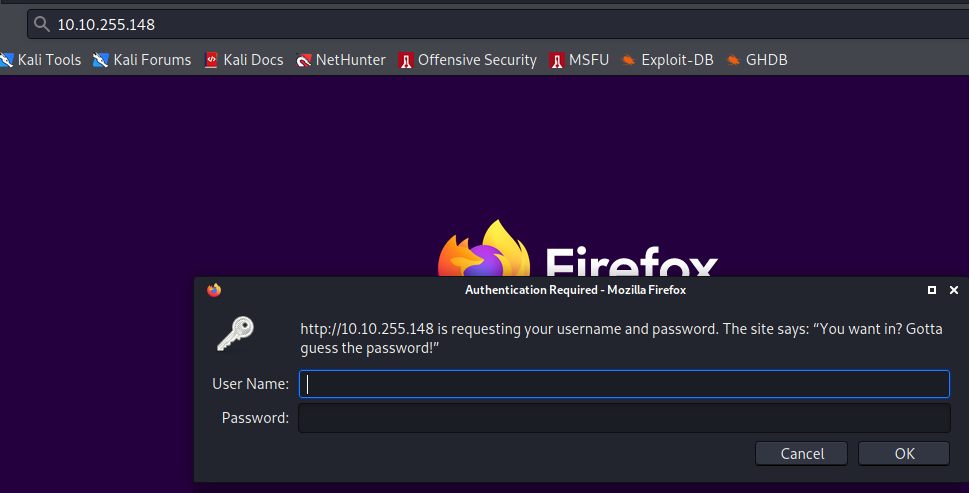 10.10.255.148
Kali Tools Kali Forums Kali Docs NetHunter Offensive Security MSFU Exploit-DB GHDB
Firefox
Authentication Required - Mozilla Firefox
http://10.10.255.148 is requesting your username and password. The site says: “You want in? Gotta
guess the password!”
User Name:
Password:
Cancel OK